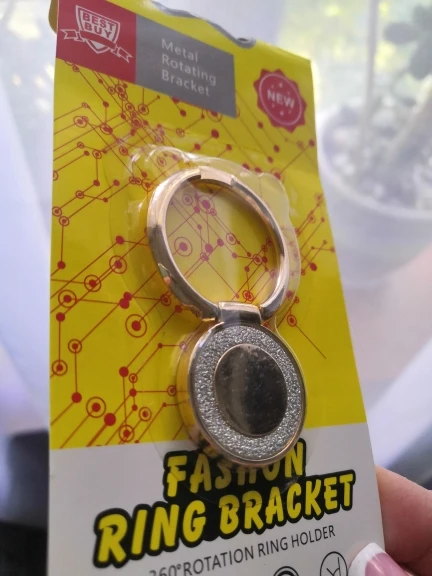 BEST
BUY
Metal
Rotating
Bracket
NEW
FASHION
RING BRACKET
360°ROTATION RING HOLDER